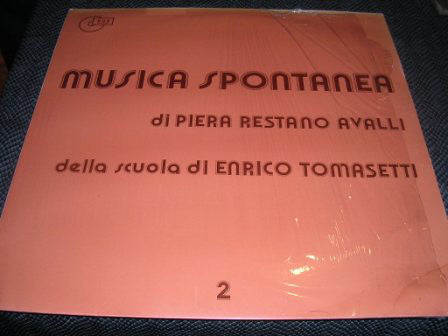 MUSICA SPONTANEA
di PIERA RESTANO AVALLI
della scuola di ENRICO TOMASETTI
2